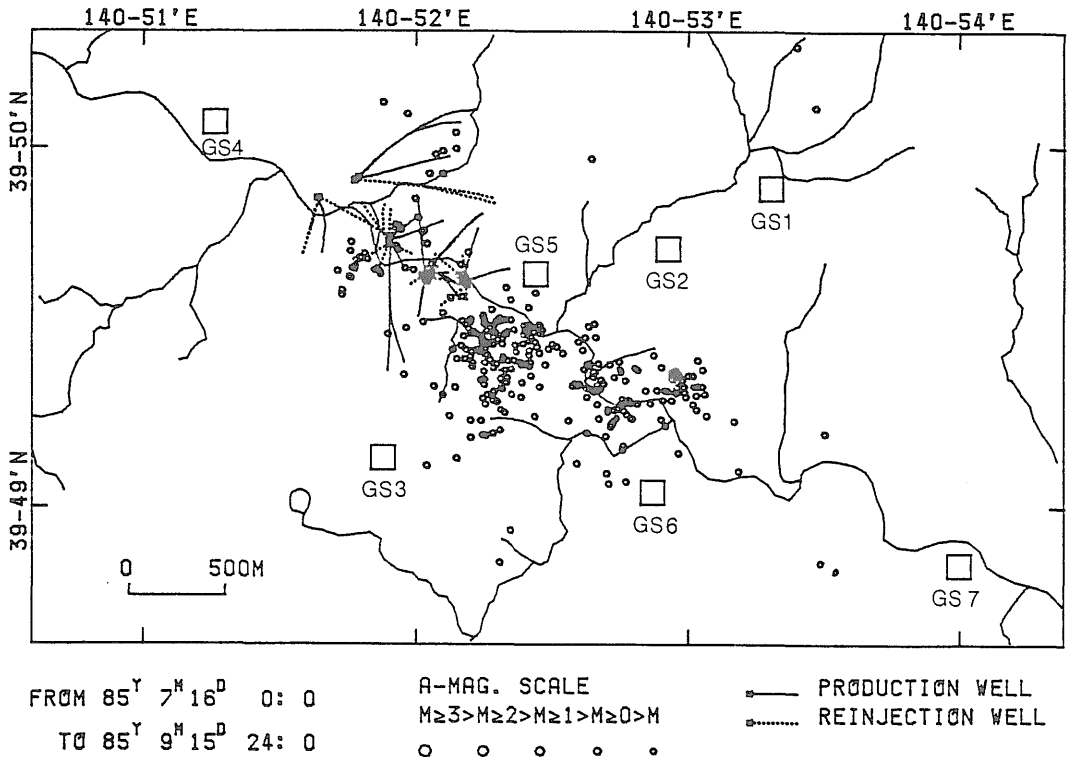 140-51'E 140-52'E 140-53'E 140-54'E
39-50'N
GS4
GS1
GS5
GS2
GS3
39-49'N
GS6
0 500M
GS7
FROM 85Y 7M 16D 0: 0
TO 85Y 9M 15D 24: 0
A-MAG. SCALE
M≥3>M≥2>M≥1>M≥0>M
PRODUCTION WELL
REINJECTION WELL